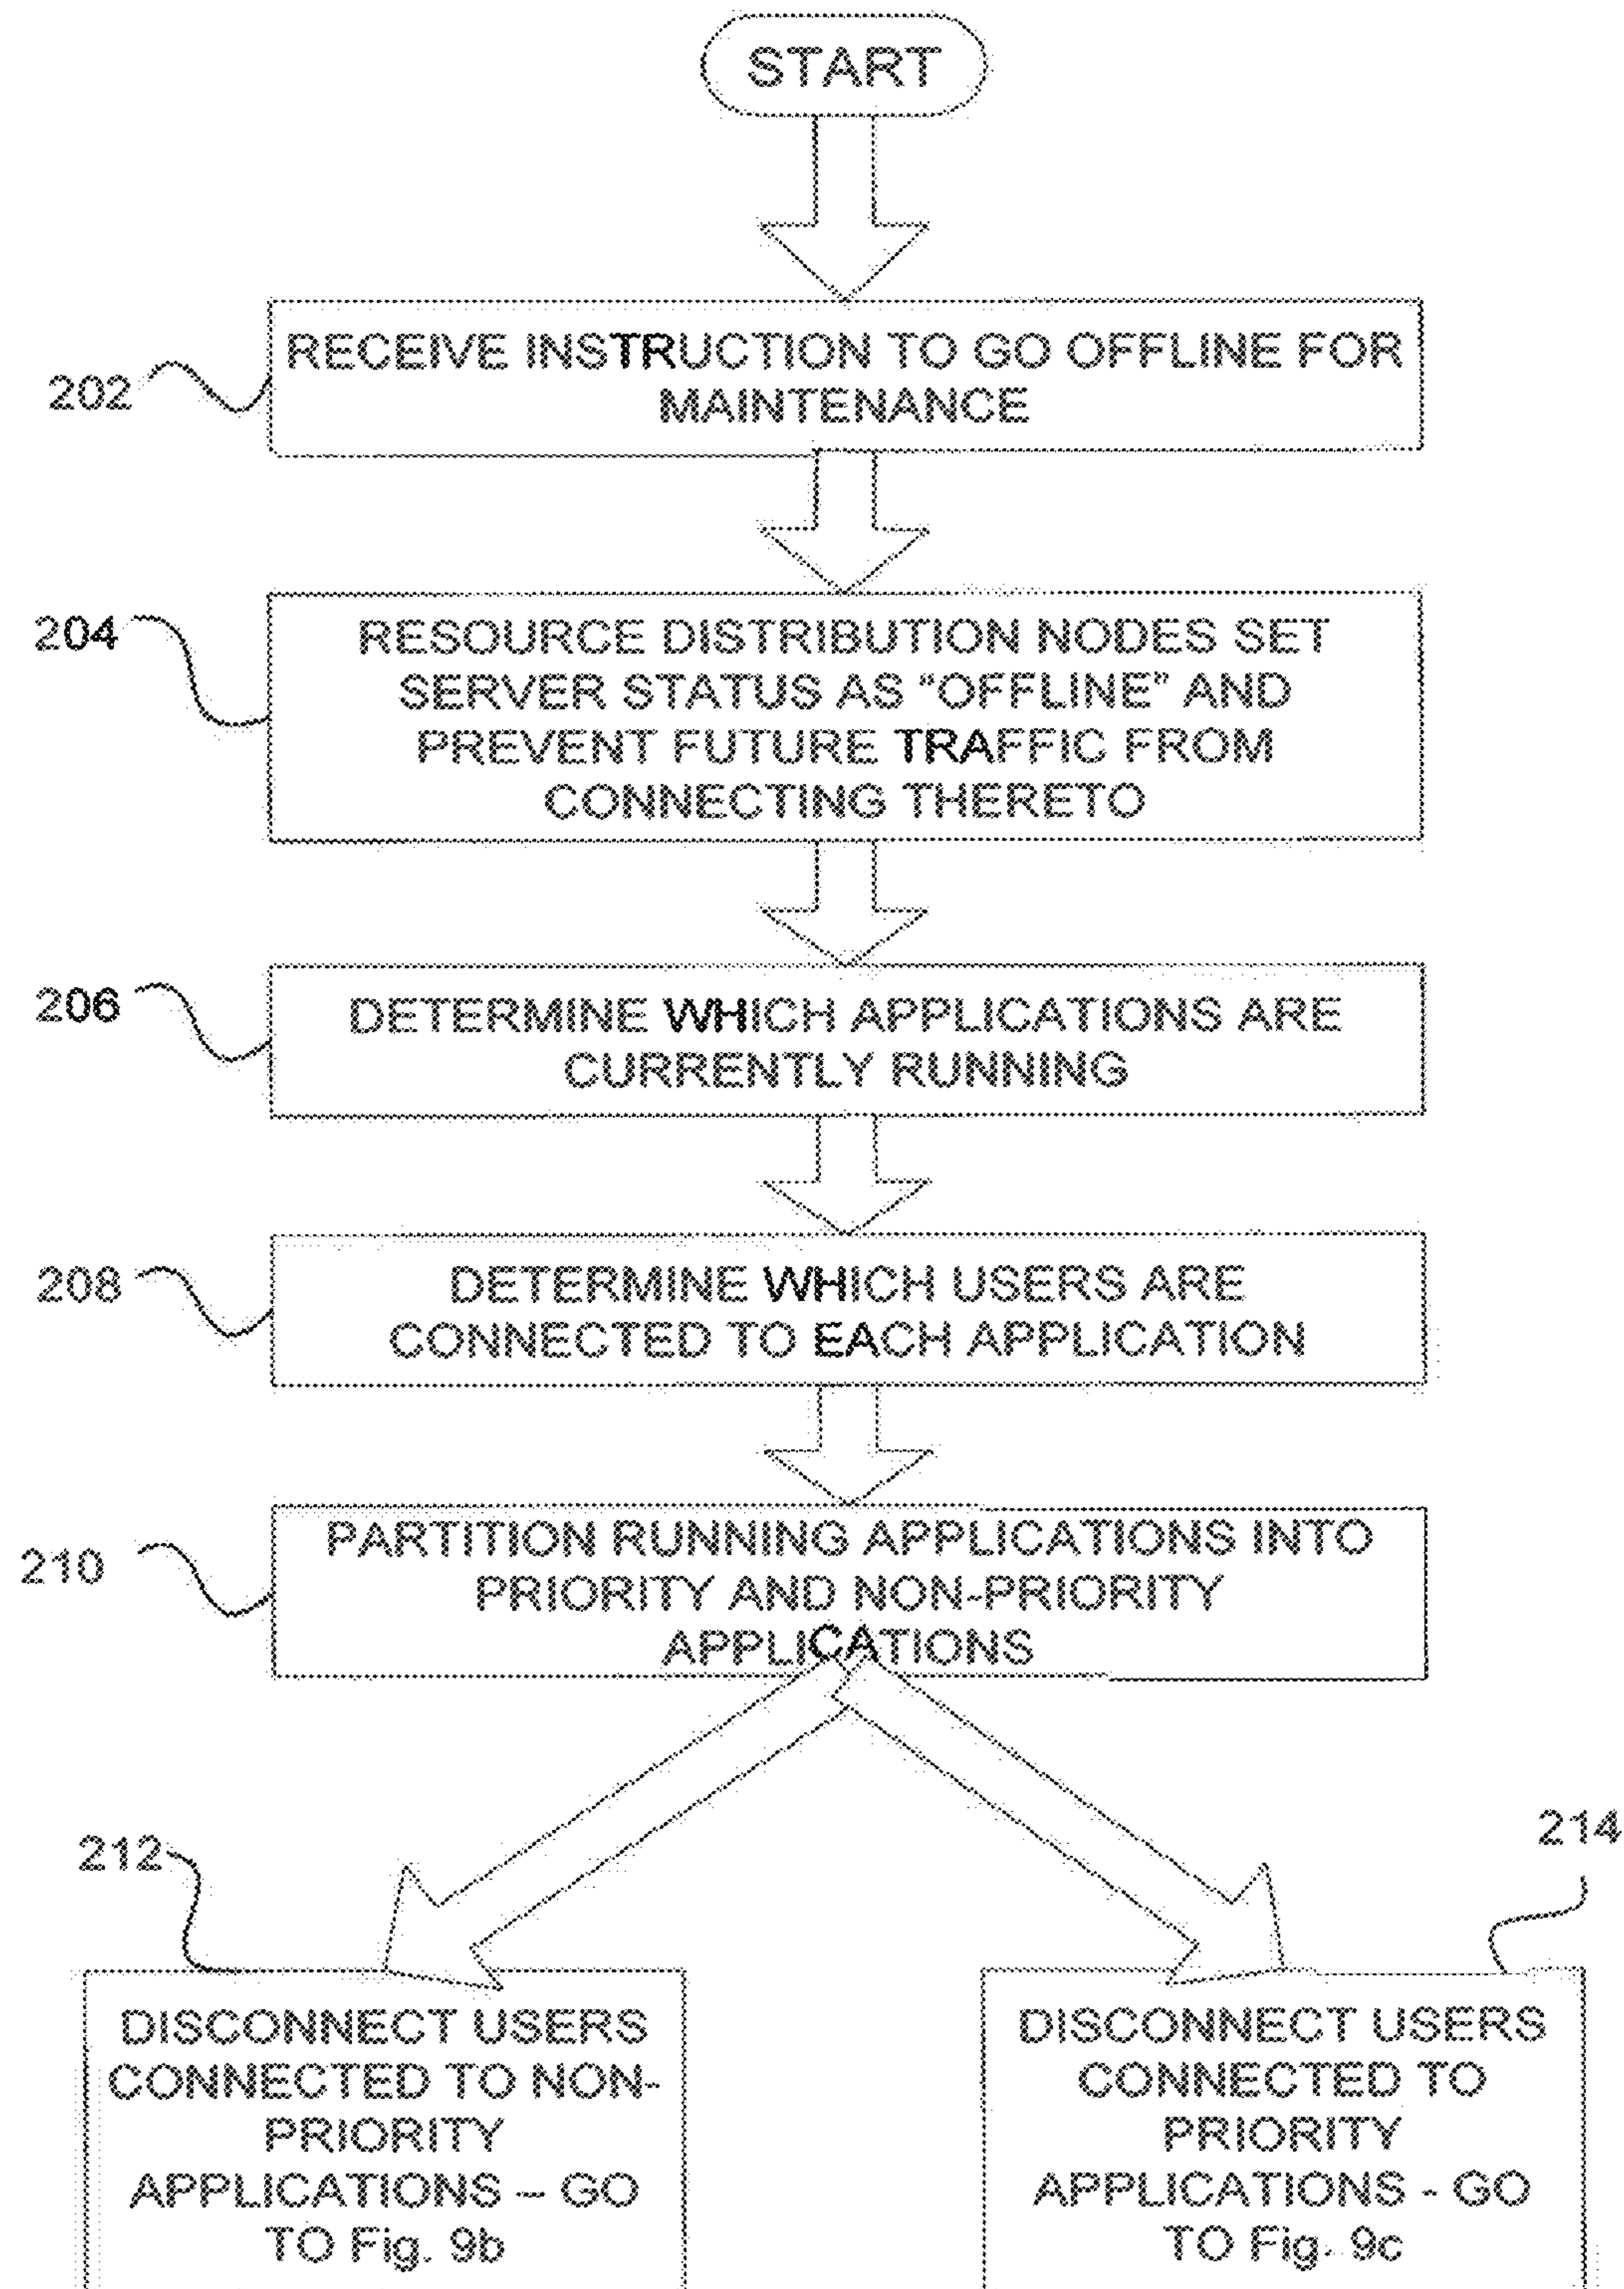 START
RECEIVE INSTRUCTION TO GO OFFLINE FOR
MAINTENANCE
202
RESOURCE DISTRIBUTION NODES SET
SERVER STATUS AS “OFFLINE” AND
PREVENT FUTURE TRAFFIC FROM
CONNECTING THERETO
204
DETERMINE WHICH APPLICATIONS ARE
CURRENTLY RUNNING
206
DETERMINE WHICH USERS ARE
CONNECTED TO EACH APPLICATION
208
PARTITION RUNNING APPLICATIONS INTO
PRIORITY AND NON-PRIORITY
APPLICATIONS
210
212
DISCONNECT USERS
CONNECTED TO NON-
PRIORITY
APPLICATIONS – GO
TO Fig. 9b
214
DISCONNECT USERS
CONNECTED TO
PRIORITY
APPLICATIONS - GO
TO Fig. 9c